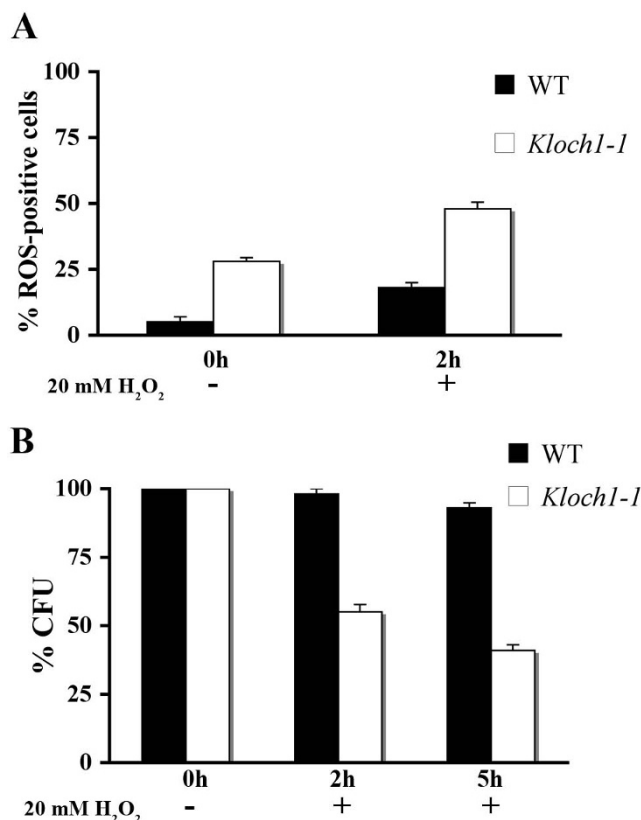 A
% ROS-positive cells
100
75
50
25
0
WT
Kloch1-1
0h 2h
20 mM H₂O₂ - +
B
% CFU
100
75
50
25
0
WT
Kloch1-1
0h 2h 5h
20 mM H₂O₂ - + +